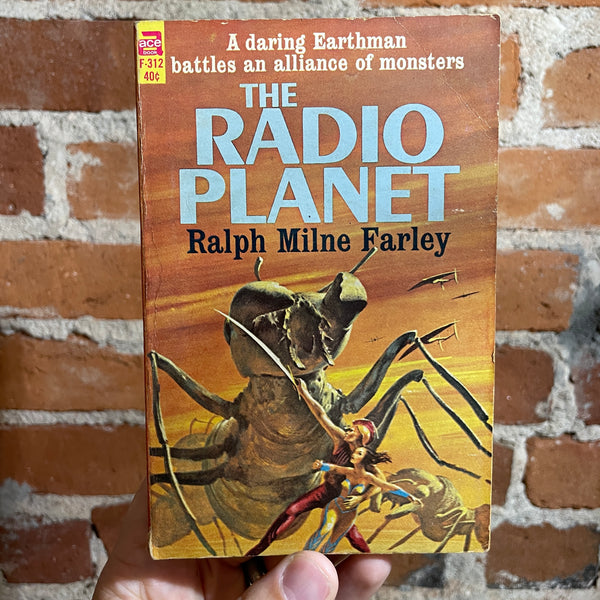 ace
book
F-312
40¢
A daring Earthman
battles an alliance of monsters
THE
RADIO
PLANET
Ralph Milne Farley